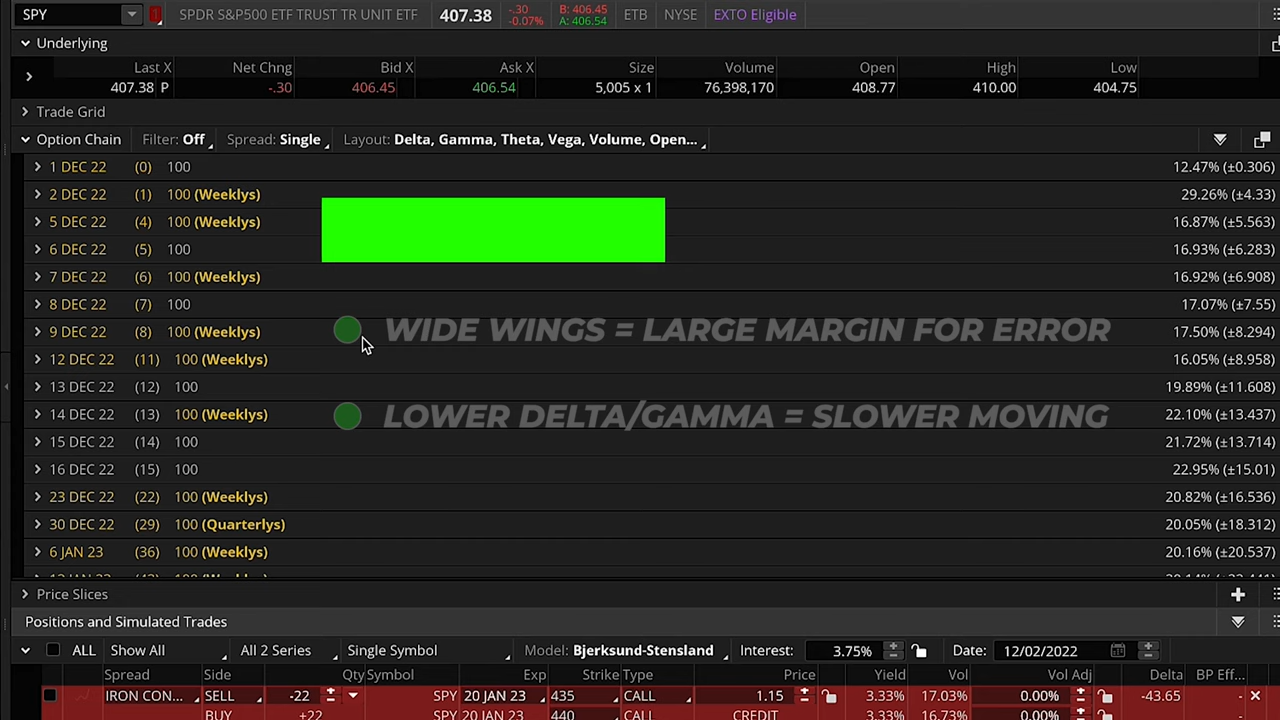 SPY 1 SPDR S&P500 ETF TRUST TR UNIT ETF 407.38 -.30 -0.07% B: 406.45 A: 406.54 ETB NYSE EXTO Eligible
Underlying
Last X Net Chng Bid X Ask X Size Volume Open High Low
407.38 P -.30 406.45 406.54 5,005 x 1 76,398,170 408.77 410.00 404.75
Trade Grid
Option Chain Filter: Off Spread: Single Layout: Delta, Gamma, Theta, Vega, Volume, Open...
1 DEC 22 (0) 100 12.47% (±0.306)
2 DEC 22 (1) 100 (Weeklys) 29.26% (±4.33)
5 DEC 22 (4) 100 (Weeklys) 16.87% (±5.563)
6 DEC 22 (5) 100 16.93% (±6.283)
7 DEC 22 (6) 100 (Weeklys) 16.92% (±6.908)
8 DEC 22 (7) 100 17.07% (±7.55)
9 DEC 22 (8) 100 (Weeklys) WIDE WINGS = LARGE MARGIN FOR ERROR 17.50% (±8.294)
12 DEC 22 (11) 100 (Weeklys) 16.05% (±8.958)
13 DEC 22 (12) 100 19.89% (±11.608)
14 DEC 22 (13) 100 (Weeklys) LOWER DELTA/GAMMA = SLOWER MOVING 22.10% (±13.437)
15 DEC 22 (14) 100 21.72% (±13.714)
16 DEC 22 (15) 100 22.95% (±15.01)
23 DEC 22 (22) 100 (Weeklys) 20.82% (±16.536)
30 DEC 22 (29) 100 (Quarterlys) 20.05% (±18.312)
6 JAN 23 (36) 100 (Weeklys) 20.16% (±20.537)
Price Slices
Positions and Simulated Trades
ALL Show All All 2 Series Single Symbol Model: Bjerksund-Stensland Interest: 3.75% Date: 12/02/2022
Spread Side Qty Symbol Exp Strike Type Price Yield Vol Vol Adj Delta BP Eff...
IRON CON... SELL -22 SPY 20 JAN 23 435 CALL 1.15 3.33% 17.03% 0.00% -43.65
BUY +22 SPY 20 JAN 23 440 CALL CREDIT 3.33% 16.73% 0.00%